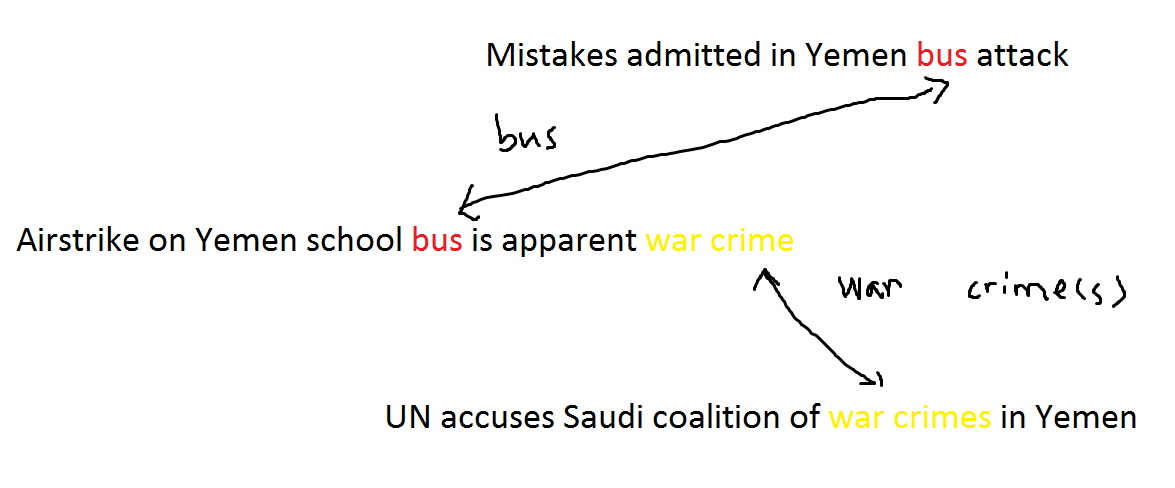 Mistakes admitted in Yemen bus attack
bus
Airstrike on Yemen school bus is apparent war crime
war crime(s)
UN accuses Saudi coalition of war crimes in Yemen